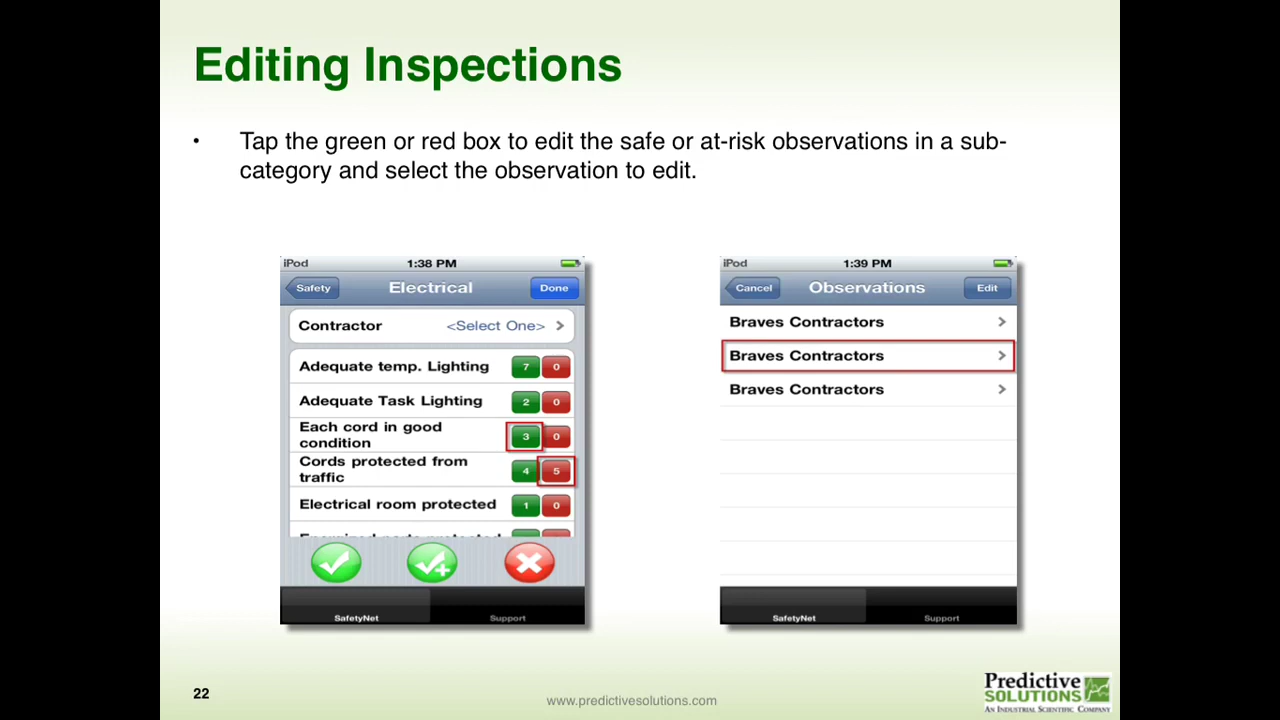 Editing Inspections
• Tap the green or red box to edit the safe or at-risk observations in a sub-
category and select the observation to edit.
iPod 1:38 PM
Safety Electrical Done
Contractor <Select One>
Adequate temp. Lighting 7 0
Adequate Task Lighting 2 0
Each cord in good
condition 3 0
Cords protected from
traffic 4 5
Electrical room protected 1 0
SafetyNet Support
iPod 1:39 PM
Cancel Observations Edit
Braves Contractors
Braves Contractors
Braves Contractors
SafetyNet Support
22
www.predictivesolutions.com
Predictive
SOLUTIONS
AN INDUSTRIAL SCIENTIFIC COMPANY